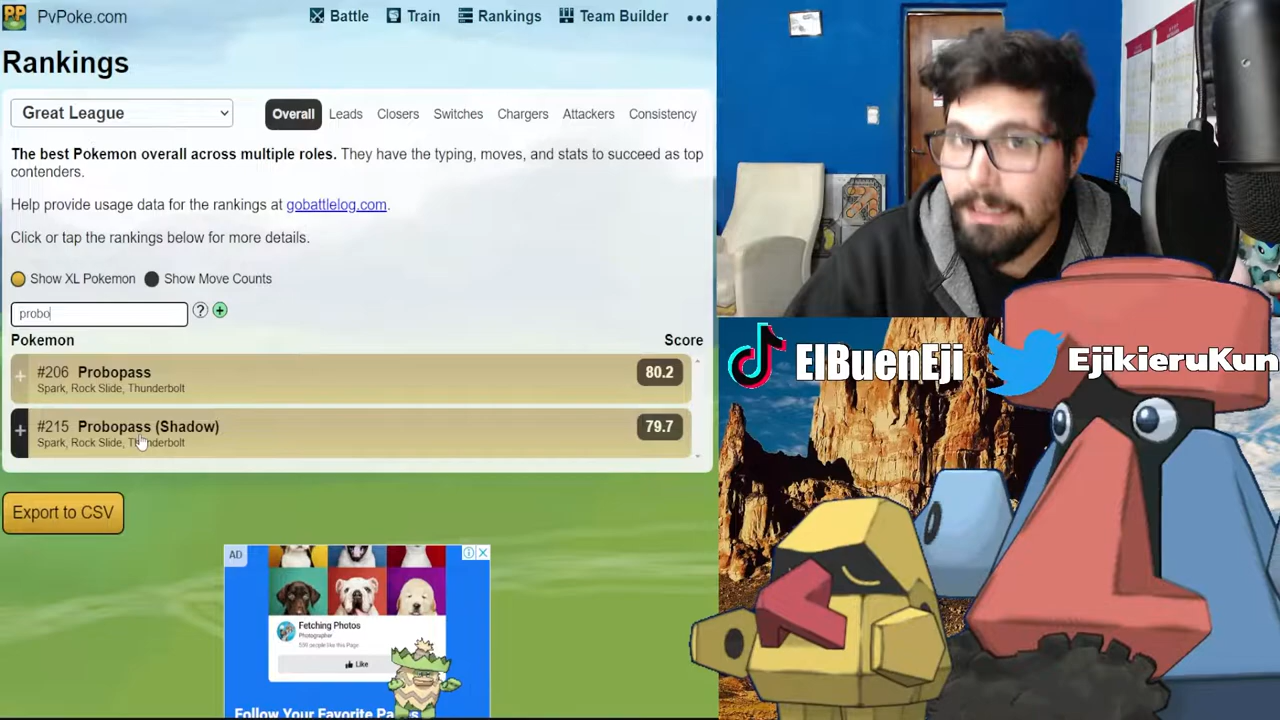 PP
PvPoke.com
Battle
Train
Rankings
Team Builder
Rankings
Great League
Overall
Leads
Closers
Switches
Chargers
Attackers
Consistency
The best Pokemon overall across multiple roles. They have the typing, moves, and stats to succeed as top
contenders.
Help provide usage data for the rankings at gobattlelog.com.
Click or tap the rankings below for more details.
Show XL Pokemon
Show Move Counts
probo
?
+
Pokemon
Score
+
#206 Probopass
80.2
Spark, Rock Slide, Thunderbolt
+
#215 Probopass (Shadow)
79.7
Spark, Rock Slide, Thunderbolt
Export to CSV
AD
Fetching Photos
Photographer
Like
Follow Your Favorite Pa
ElBuenEji
EjikieruKun